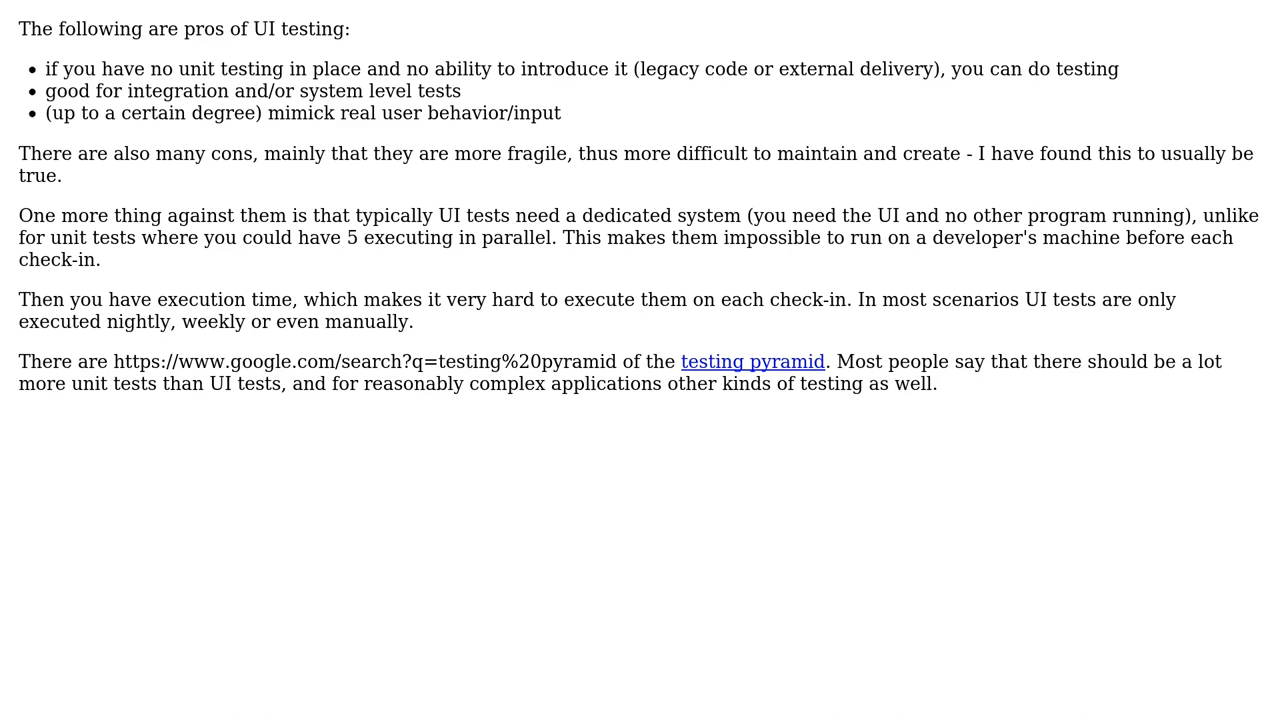 The following are pros of UI testing:
• if you have no unit testing in place and no ability to introduce it (legacy code or external delivery), you can do testing
• good for integration and/or system level tests
• (up to a certain degree) mimick real user behavior/input
There are also many cons, mainly that they are more fragile, thus more difficult to maintain and create - I have found this to usually be
true.
One more thing against them is that typically UI tests need a dedicated system (you need the UI and no other program running), unlike
for unit tests where you could have 5 executing in parallel. This makes them impossible to run on a developer's machine before each
check-in.
Then you have execution time, which makes it very hard to execute them on each check-in. In most scenarios UI tests are only
executed nightly, weekly or even manually.
There are https://www.google.com/search?q=testing%20pyramid of the testing pyramid. Most people say that there should be a lot
more unit tests than UI tests, and for reasonably complex applications other kinds of testing as well.